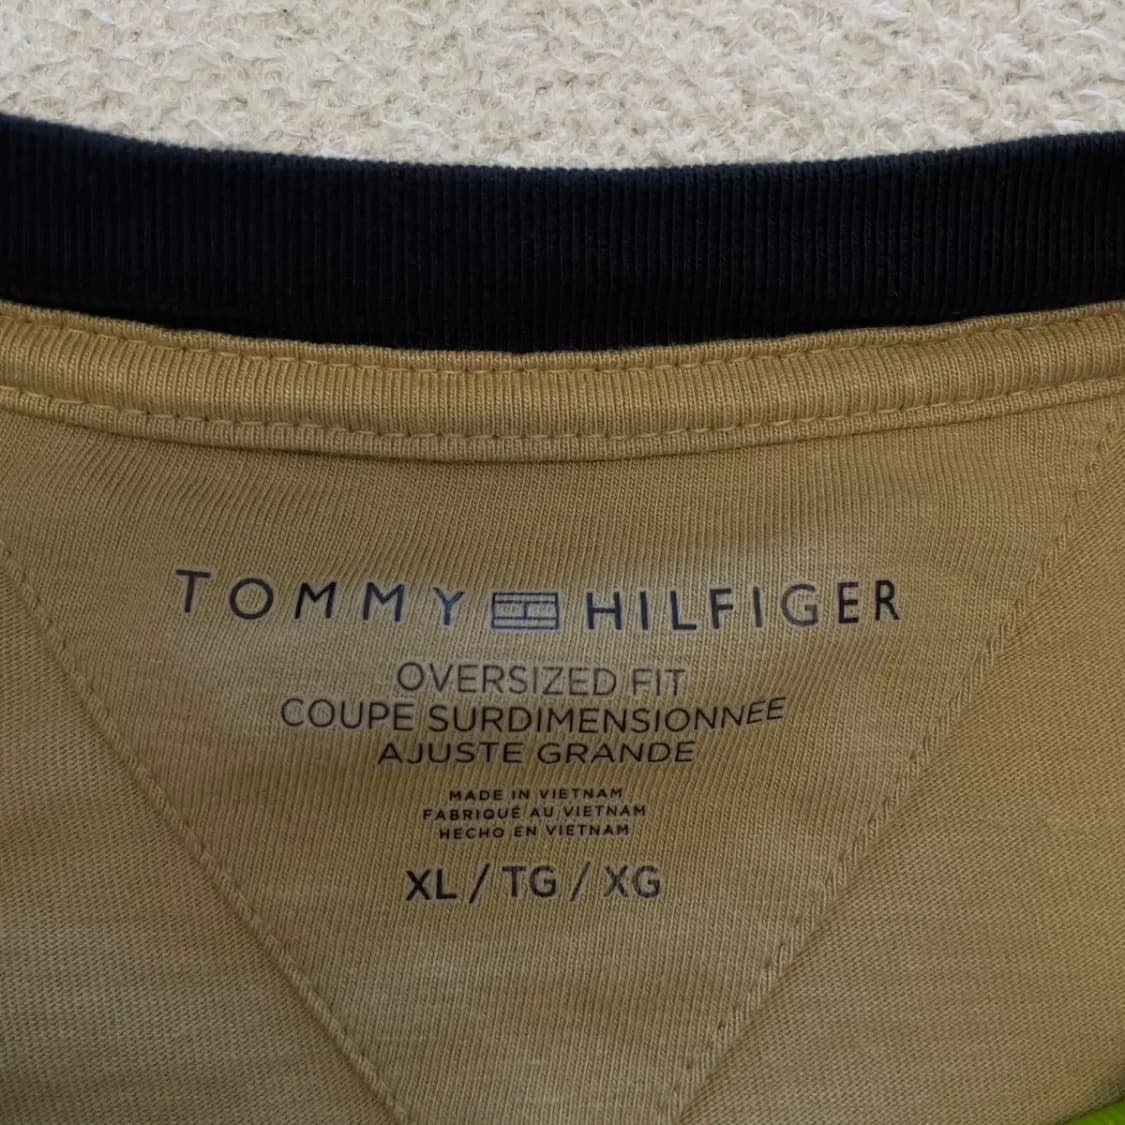 TOMMY HILFIGER
OVERSIZED FIT
COUPE SURDIMENSIONNEE
AJUSTE GRANDE
MADE IN VIETNAM
FABRIQUÉ AU VIETNAM
HECHO EN VIETNAM
XL / TG / XG